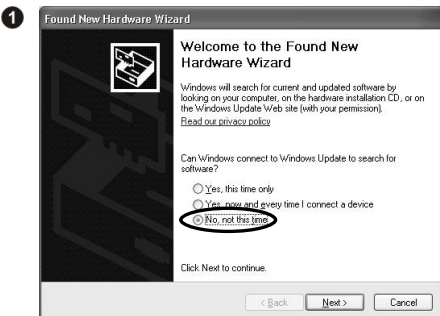 1
Found New Hardware Wizard
Welcome to the Found New
Hardware Wizard
Windows will search for current and updated software by
looking on your computer, on the hardware installation CD, or on
the Windows Update Web site (with your permission).
Read our privacy policy
Can Windows connect to Windows Update to search for
software?
Yes, this time only
Yes, now and every time I connect a device
No, not this time
Click Next to continue.
< Back Next > Cancel